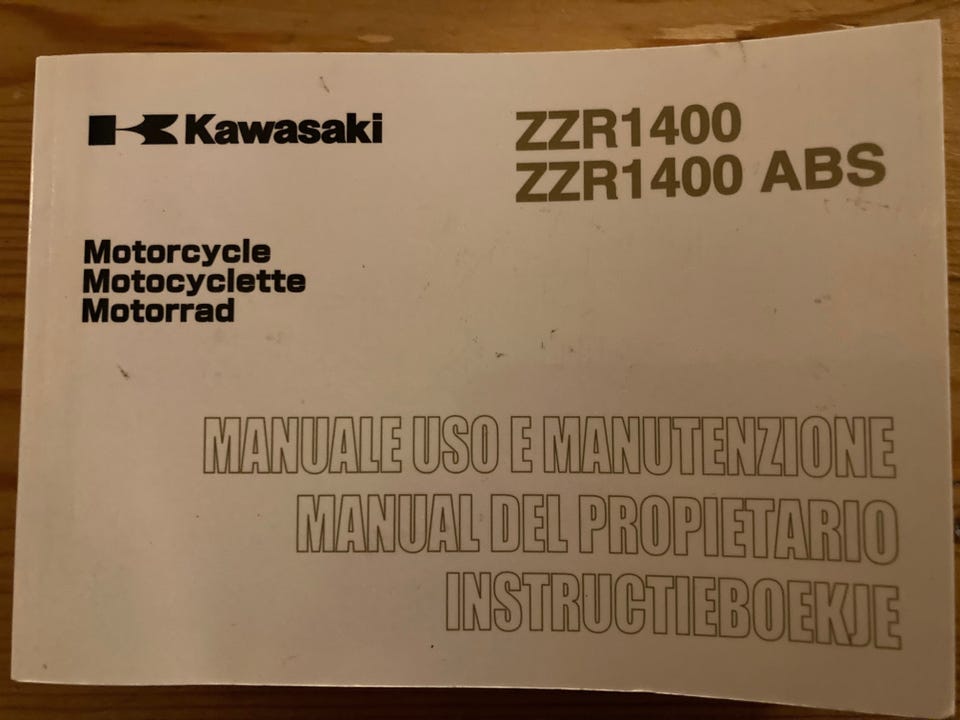 Kawasaki
ZZR1400
ZZR1400 ABS
Motorcycle
Motocyclette
Motorrad
MANUALE USO E MANUTENZIONE
MANUAL DEL PROPIETARIO
INSTRUCTIEBOEKJE